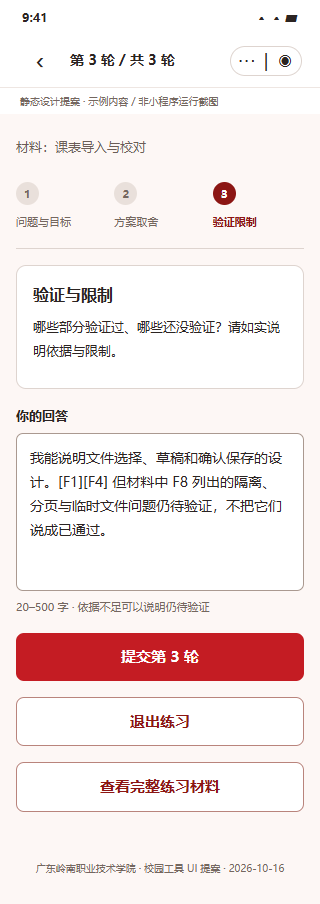 9:41
第 3 轮 / 共 3 轮
静态设计提案 · 示例内容 / 非小程序运行截图
材料：课表导入与校对
1 2 3
问题与目标 方案取舍 验证限制
验证与限制
哪些部分验证过、哪些还没验证？请如实说
明依据与限制。
你的回答
我能说明文件选择、草稿和确认保存的设
计。[F1][F4] 但材料中 F8 列出的隔离、
分页与临时文件问题仍待验证，不把它们
说成已通过。
20–500 字 · 依据不足可以说明仍待验证
提交第 3 轮
退出练习
查看完整练习材料
广东岭南职业技术学院 · 校园工具 UI 提案 · 2026-10-16